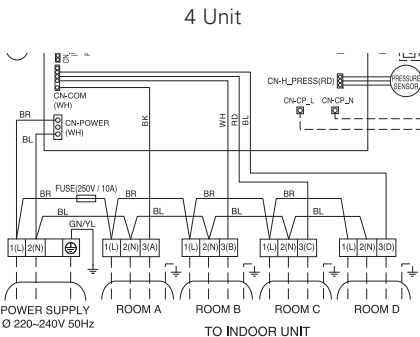 4 Unit
CN-COM
(WH)
CN-H_PRESS(RD)
PRESSURE
SENSOR
CN-CP_L CN-CP_N
CN-POWER
(WH)
BR
BL
BK
WH
RD
BL
FUSE(250V / 10A)
BR BR BR BR
BL BL BL BL
GN/YL
1(L) 2(N) 1(L) 2(N) 3(A) 1(L) 2(N) 3(B) 1(L) 2(N) 3(C) 1(L) 2(N) 3(D)
POWER SUPPLY ROOM A ROOM B ROOM C ROOM D
Ø 220~240V 50Hz
TO INDOOR UNIT